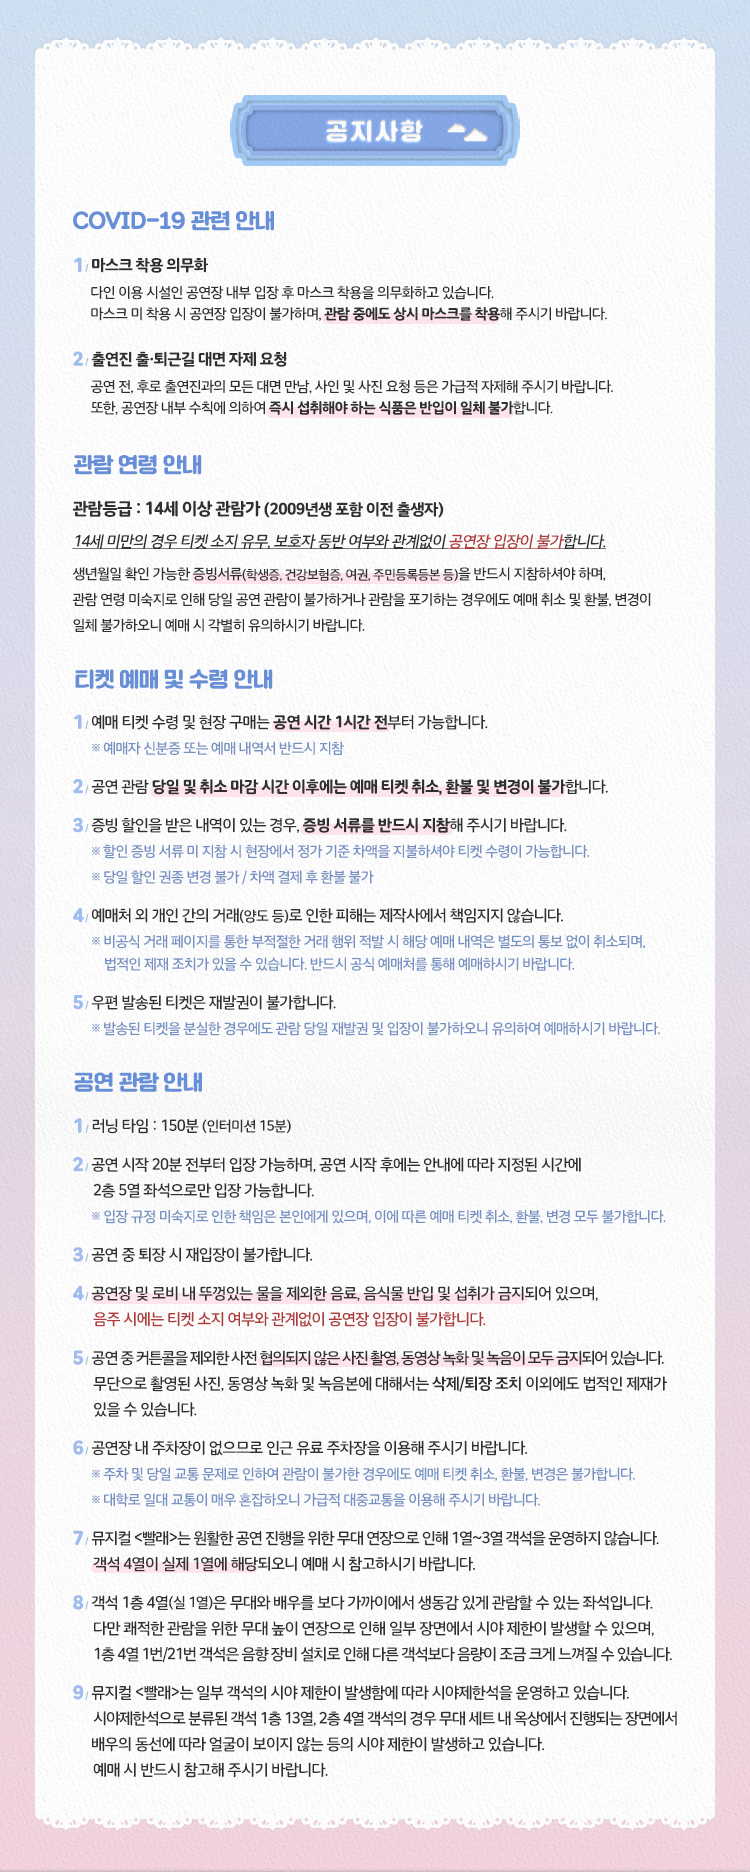 공지사항
COVID-19 관련 안내
1/ 마스크 착용 의무화
다인 이용 시설인 공연장 내부 입장 후 마스크 착용을 의무화하고 있습니다.
마스크 미 착용 시 공연장 입장이 불가하며, 관람 중에도 상시 마스크를 착용해 주시기 바랍니다.
2/ 출연진 출·퇴근길 대면 자제 요청
공연 전, 후로 출연진과의 모든 대면 만남, 사인 및 사진 요청 등은 가급적 자제해 주시기 바랍니다.
또한, 공연장 내부 수칙에 의하여 즉시 섭취해야 하는 식품은 반입이 일체 불가합니다.
관람 연령 안내
관람등급 : 14세 이상 관람가 (2009년생 포함 이전 출생자)
14세 미만의 경우 티켓 소지 유무, 보호자 동반 여부와 관계없이 공연장 입장이 불가합니다.
생년월일 확인 가능한 증빙서류(학생증, 건강보험증, 여권, 주민등록등본 등)을 반드시 지참하셔야 하며,
관람 연령 미숙지로 인해 당일 공연 관람이 불가하거나 관람을 포기하는 경우에도 예매 취소 및 환불, 변경이
일체 불가하오니 예매 시 각별히 유의하시기 바랍니다.
티켓 예매 및 수령 안내
1/ 예매 티켓 수령 및 현장 구매는 공연 시간 1시간 전부터 가능합니다.
※ 예매자 신분증 또는 예매 내역서 반드시 지참
2/ 공연 관람 당일 및 취소 마감 시간 이후에는 예매 티켓 취소, 환불 및 변경이 불가합니다.
3/ 증빙 할인을 받은 내역이 있는 경우, 증빙 서류를 반드시 지참해 주시기 바랍니다.
※ 할인 증빙 서류 미 지참 시 현장에서 정가 기준 차액을 지불하셔야 티켓 수령이 가능합니다.
※ 당일 할인 권종 변경 불가 / 차액 결제 후 환불 불가
4/ 예매처 외 개인 간의 거래(양도 등)로 인한 피해는 제작사에서 책임지지 않습니다.
※ 비공식 거래 페이지를 통한 부적절한 거래 행위 적발 시 해당 예매 내역은 별도의 통보 없이 취소되며,
법적인 제재 조치가 있을 수 있습니다. 반드시 공식 예매처를 통해 예매하시기 바랍니다.
5/ 우편 발송된 티켓은 재발권이 불가합니다.
※ 발송된 티켓을 분실한 경우에도 관람 당일 재발권 및 입장이 불가하오니 유의하여 예매하시기 바랍니다.
공연 관람 안내
1/ 러닝 타임 : 150분 (인터미션 15분)
2/ 공연 시작 20분 전부터 입장 가능하며, 공연 시작 후에는 안내에 따라 지정된 시간에
2층 5열 좌석으로만 입장 가능합니다.
※ 입장 규정 미숙지로 인한 책임은 본인에게 있으며, 이에 따른 예매 티켓 취소, 환불, 변경 모두 불가합니다.
3/ 공연 중 퇴장 시 재입장이 불가합니다.
4/ 공연장 및 로비 내 뚜껑있는 물을 제외한 음료, 음식물 반입 및 섭취가 금지되어 있으며,
음주 시에는 티켓 소지 여부와 관계없이 공연장 입장이 불가합니다.
5/ 공연 중 커튼콜을 제외한 사전 협의되지 않은 사진 촬영, 동영상 녹화 및 녹음이 모두 금지되어 있습니다.
무단으로 촬영된 사진, 동영상 녹화 및 녹음본에 대해서는 삭제/퇴장 조치 이외에도 법적인 제재가
있을 수 있습니다.
6/ 공연장 내 주차장이 없으므로 인근 유료 주차장을 이용해 주시기 바랍니다.
※ 주차 및 당일 교통 문제로 인하여 관람이 불가한 경우에도 예매 티켓 취소, 환불, 변경은 불가합니다.
※ 대학로 일대 교통이 매우 혼잡하오니 가급적 대중교통을 이용해 주시기 바랍니다.
7/ 뮤지컬 <빨래>는 원활한 공연 진행을 위한 무대 연장으로 인해 1열~3열 객석을 운영하지 않습니다.
객석 4열이 실제 1열에 해당되오니 예매 시 참고하시기 바랍니다.
8/ 객석 1층 4열(실 1열)은 무대와 배우를 보다 가까이에서 생동감 있게 관람할 수 있는 좌석입니다.
다만 쾌적한 관람을 위한 무대 높이 연장으로 인해 일부 장면에서 시야 제한이 발생할 수 있으며,
1층 4열 1번/21번 객석은 음향 장비 설치로 인해 다른 객석보다 음량이 조금 크게 느껴질 수 있습니다.
9/ 뮤지컬 <빨래>는 일부 객석의 시야 제한이 발생함에 따라 시야제한석을 운영하고 있습니다.
시야제한석으로 분류된 객석 1층 13열, 2층 4열 객석의 경우 무대 세트 내 옥상에서 진행되는 장면에서
배우의 동선에 따라 얼굴이 보이지 않는 등의 시야 제한이 발생하고 있습니다.
예매 시 반드시 참고해 주시기 바랍니다.